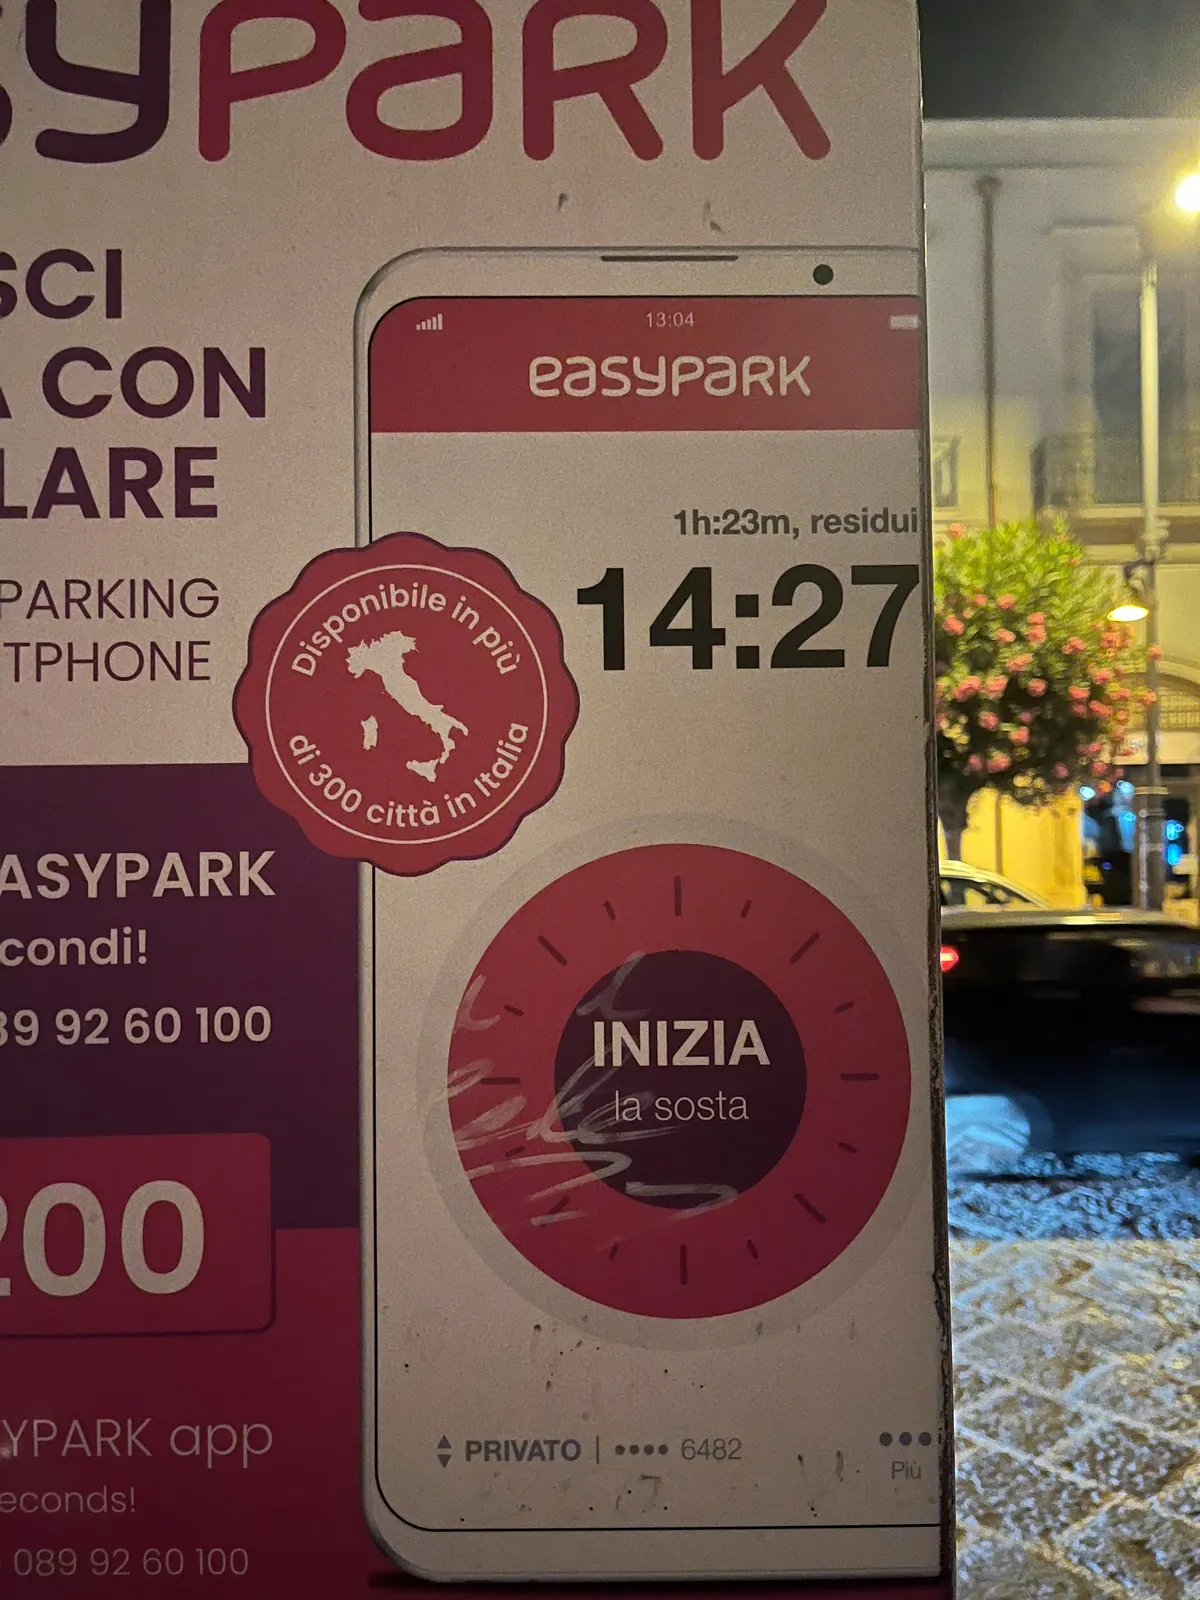 easypark
SCI
A CON
LARE
PARKING
TPHONE
13:04
easypark
1h:23m, residui
14:27
Disponibile in più
di 300 città in Italia
ASYPARK
condi!
89 92 60 100
INIZIA
la sosta
200
PRIVATO | •••• 6482
Più
YPARK app
econds!
089 92 60 100